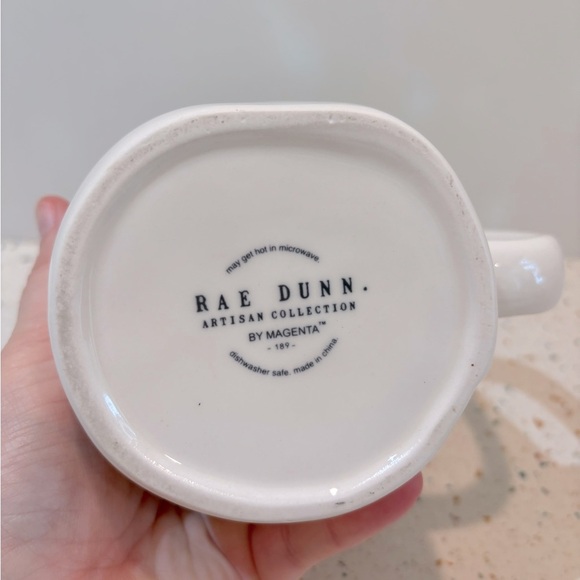 may get hot in microwave.
RAE DUNN.
ARTISAN COLLECTION
BY MAGENTA™
- 189 -
dishwasher safe. made in china.